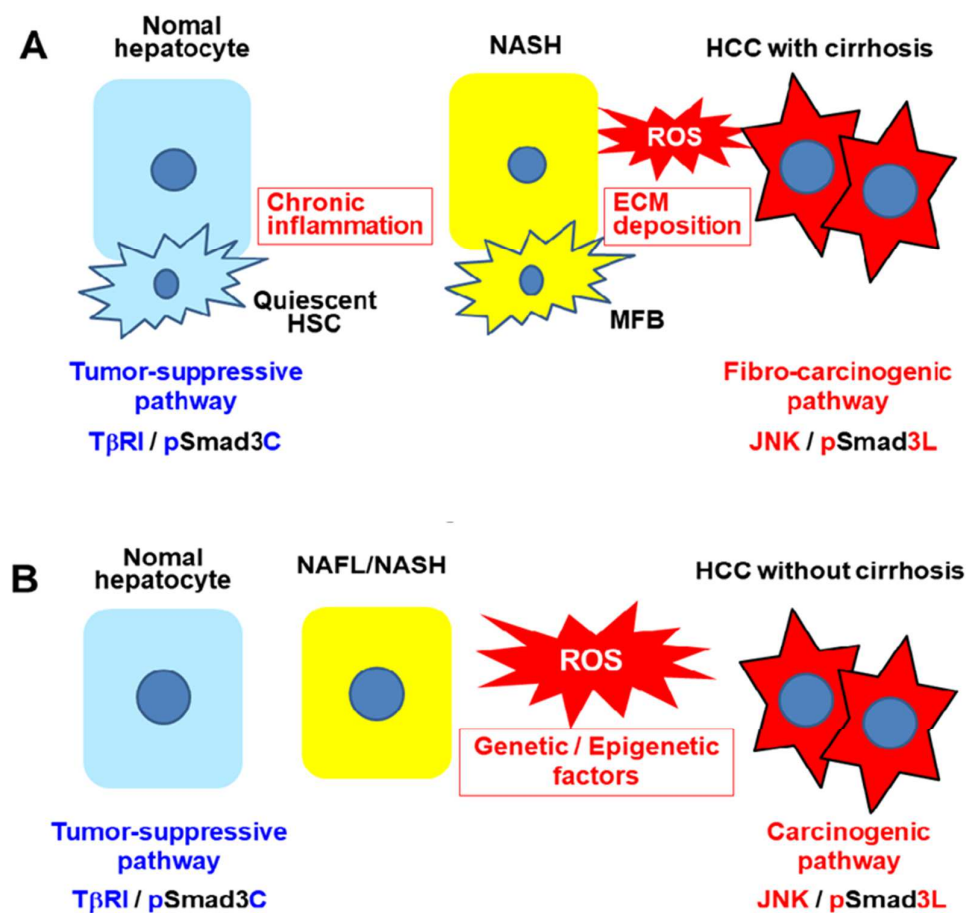 A
Nomal
hepatocyte
NASH
HCC with cirrhosis
ROS
Chronic
inflammation
ECM
deposition
Quiescent
HSC
MFB
Tumor-suppressive
pathway
TβRI / pSmad3C
Fibro-carcinogenic
pathway
JNK / pSmad3L
B
Nomal
hepatocyte
NAFL/NASH
HCC without cirrhosis
ROS
Genetic / Epigenetic
factors
Tumor-suppressive
pathway
TβRI / pSmad3C
Carcinogenic
pathway
JNK / pSmad3L